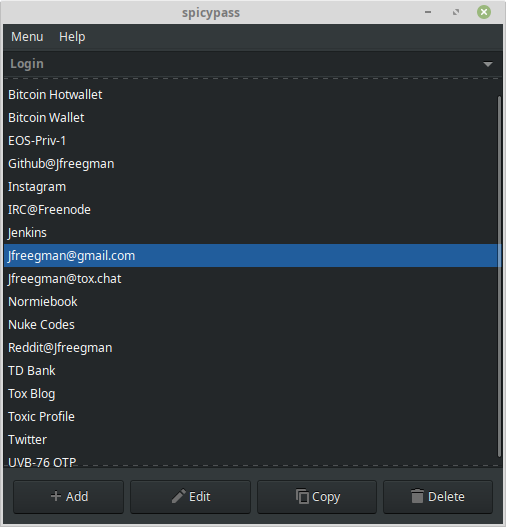 spicypass
Menu Help
Login
Bitcoin Hotwallet
Bitcoin Wallet
EOS-Priv-1
Github@Jfreegman
Instagram
IRC@Freenode
Jenkins
Jfreegman@gmail.com
Jfreegman@tox.chat
Normiebook
Nuke Codes
Reddit@Jfreegman
TD Bank
Tox Blog
Toxic Profile
Twitter
UVB-76 OTP
Add Edit Copy Delete